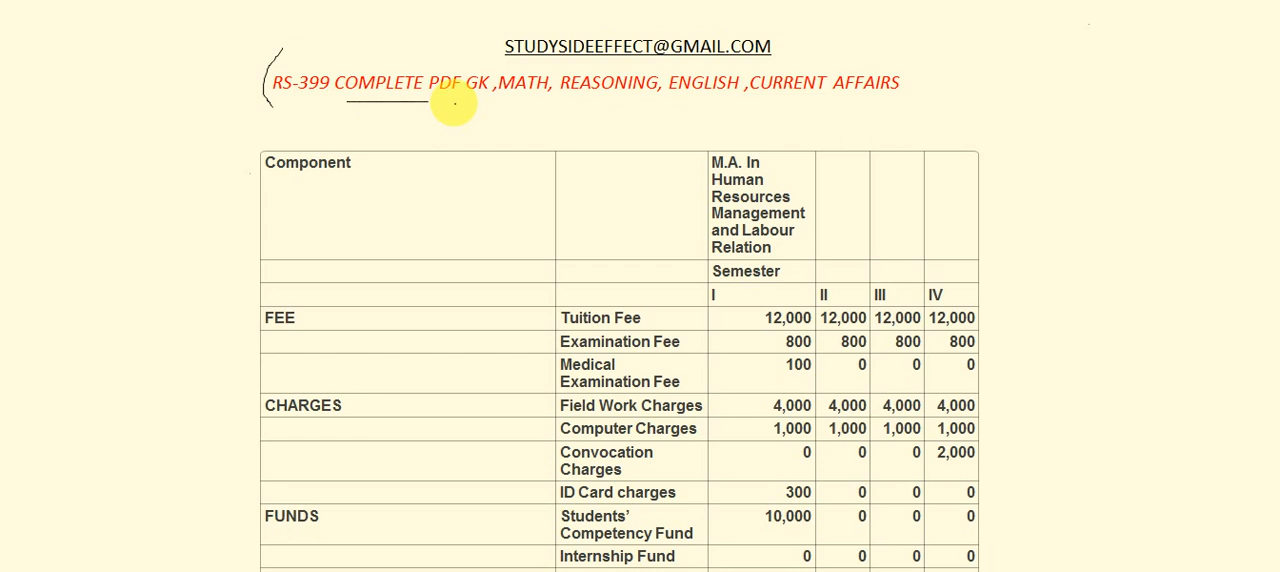 STUDYSIDEEFFECT@GMAIL.COM
RS-399 COMPLETE PDF GK ,MATH, REASONING, ENGLISH ,CURRENT AFFAIRS
Component M.A. In
Human
Resources
Management
and Labour
Relation
Semester
I II III IV
FEE Tuition Fee 12,000 12,000 12,000 12,000
Examination Fee 800 800 800 800
Medical 100 0 0 0
Examination Fee
CHARGES Field Work Charges 4,000 4,000 4,000 4,000
Computer Charges 1,000 1,000 1,000 1,000
Convocation 0 0 0 2,000
Charges
ID Card charges 300 0 0 0
FUNDS Students’ 10,000 0 0 0
Competency Fund
Internship Fund 0 0 0 0